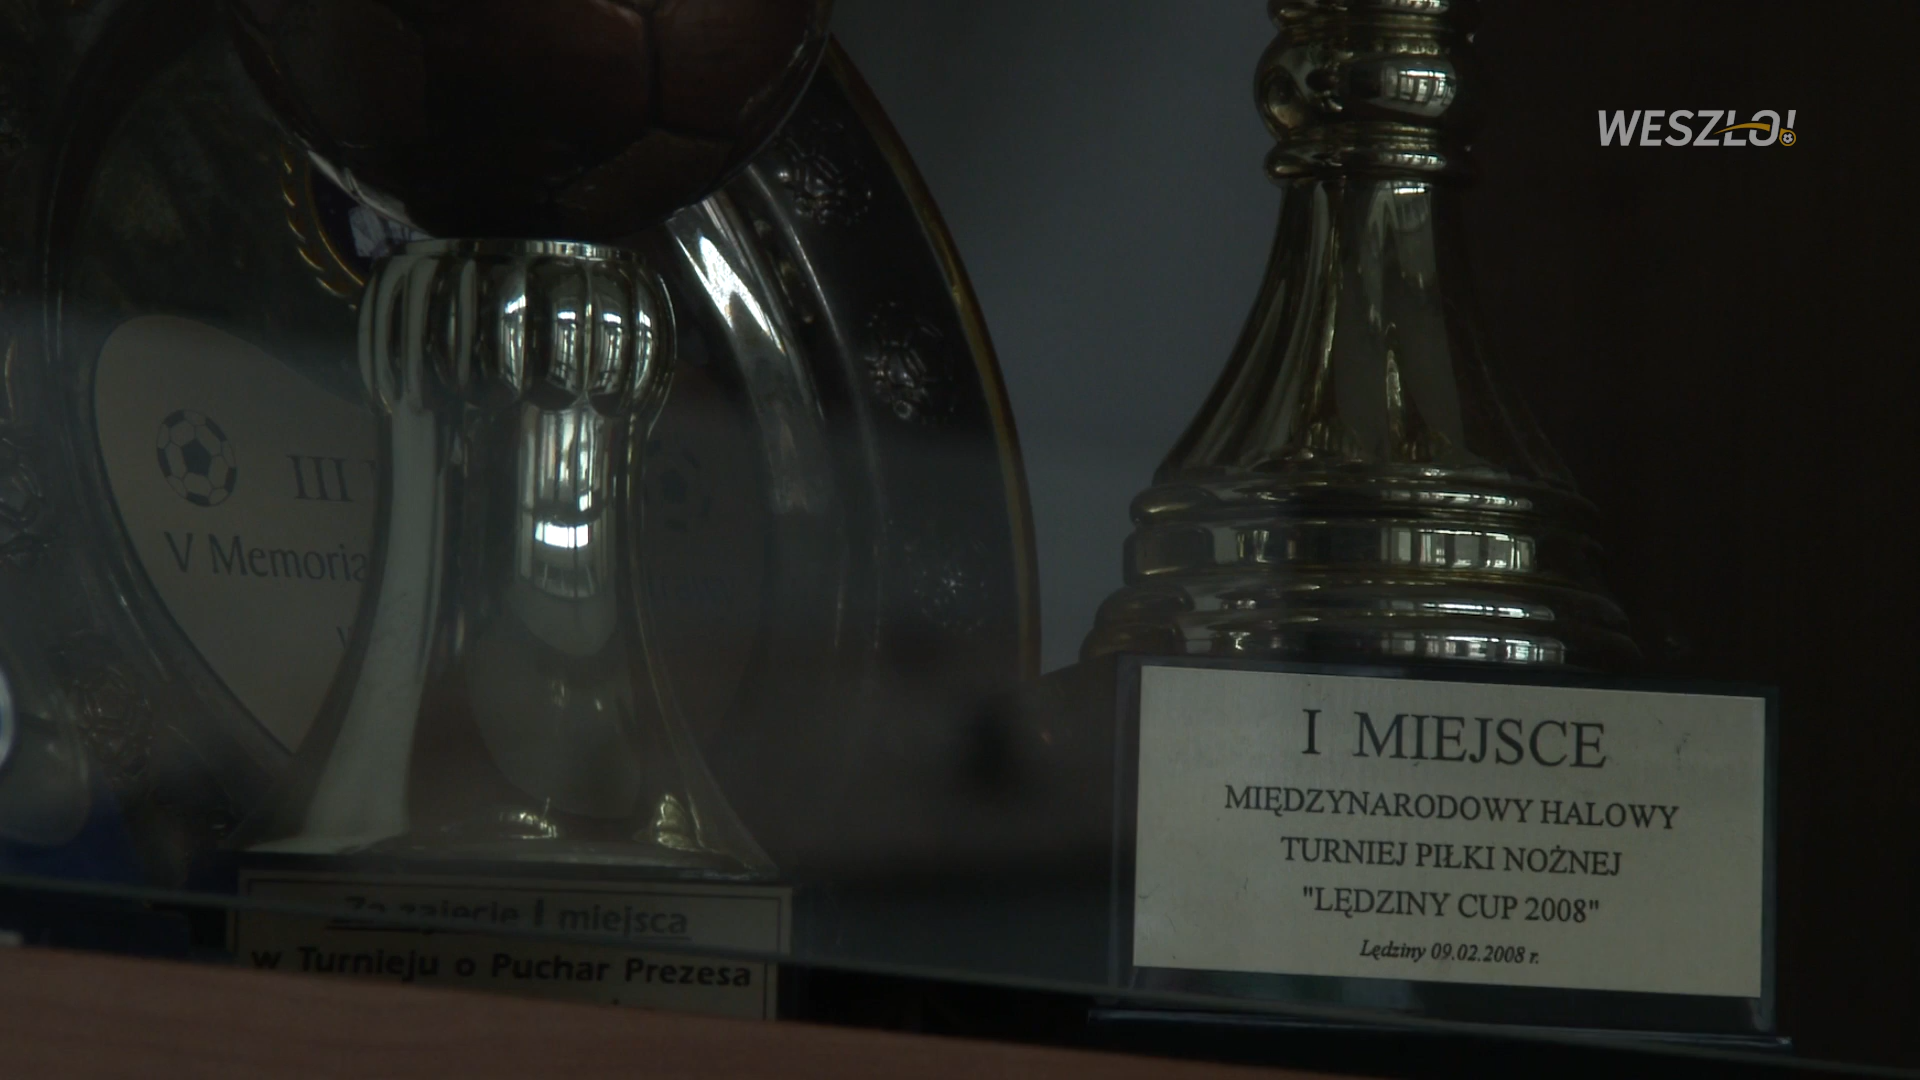 WESZŁO!
III
V Memoria
I MIEJSCE
MIĘDZYNARODOWY HALOWY
TURNIEJ PIŁKI NOŻNEJ
"LĘDZINY CUP 2008"
Lędziny 09.02.2008 r.
Za zajęcie I miejsca
w Turnieju o Puchar Prezesa